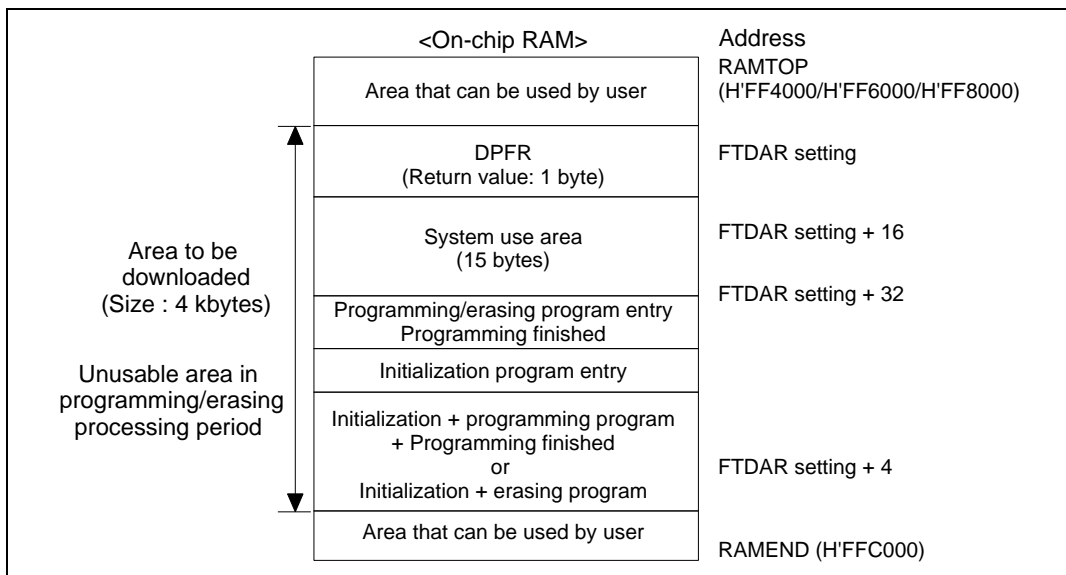 <On-chip RAM>
Address
Area that can be used by user
RAMTOP
(H'FF4000/H'FF6000/H'FF8000)
DPFR
(Return value: 1 byte)
FTDAR setting
System use area
(15 bytes)
FTDAR setting + 16
Area to be
downloaded
(Size : 4 kbytes)
FTDAR setting + 32
Programming/erasing program entry
Programming finished
Initialization program entry
Unusable area in
programming/erasing
processing period
Initialization + programming program
+ Programming finished
or
Initialization + erasing program
FTDAR setting + 4
Area that can be used by user
RAMEND (H'FFC000)